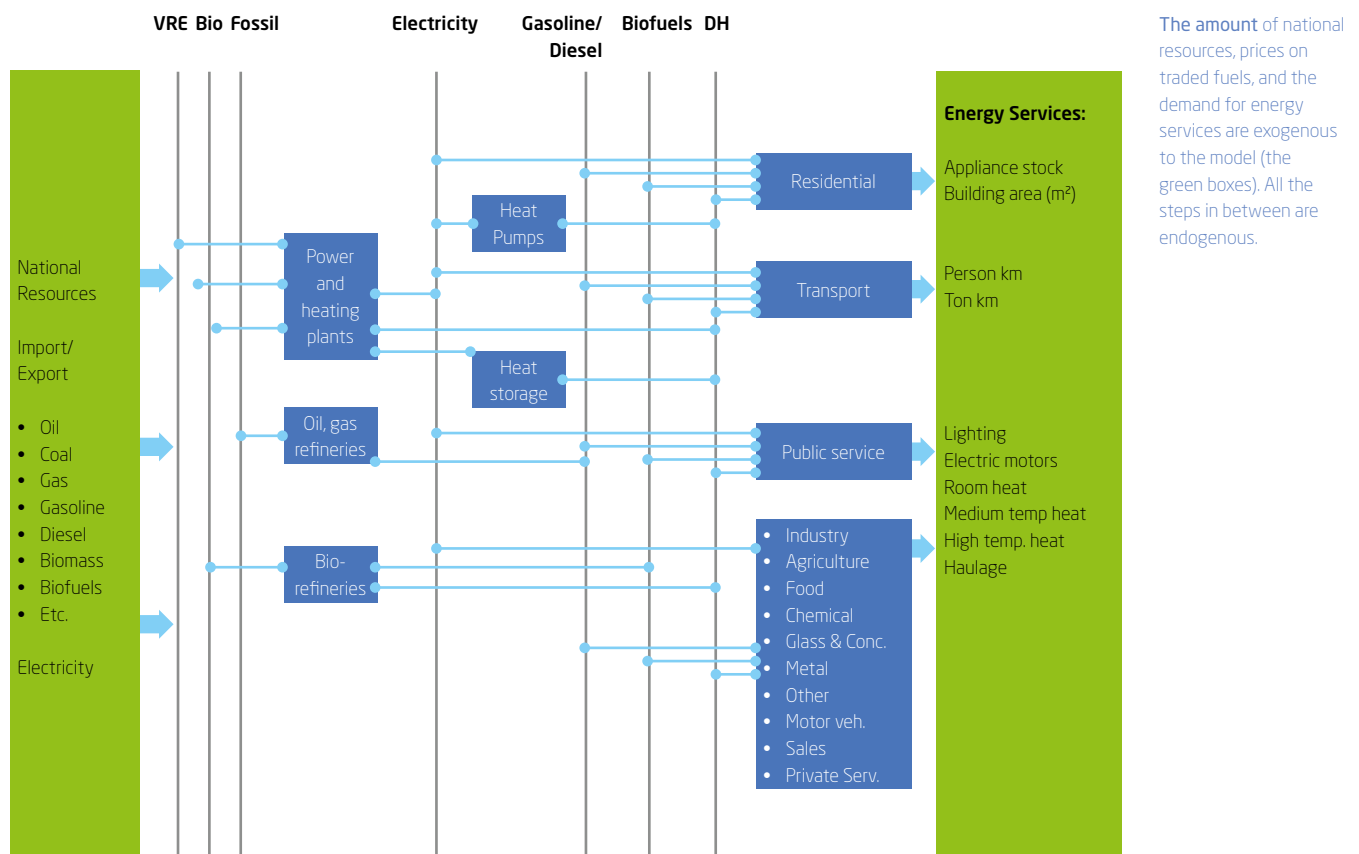 VRE Bio Fossil
Electricity
Gasoline/
Diesel
Biofuels DH
National
Resources
Import/
Export
• Oil
• Coal
• Gas
• Gasoline
• Diesel
• Biomass
• Biofuels
• Etc.
Electricity
Power
and
heating
plants
Oil, gas
refineries
Bio-
refineries
Heat
Pumps
Heat
storage
Residential
Transport
Public service
• Industry
• Agriculture
• Food
• Chemical
• Glass & Conc.
• Metal
• Other
• Motor veh.
• Sales
• Private Serv.
Energy Services:
Appliance stock
Building area (m²)
Person km
Ton km
Lighting
Electric motors
Room heat
Medium temp heat
High temp. heat
Haulage
The amount of national
resources, prices on
traded fuels, and the
demand for energy
services are exogenous
to the model (the
green boxes). All the
steps in between are
endogenous.